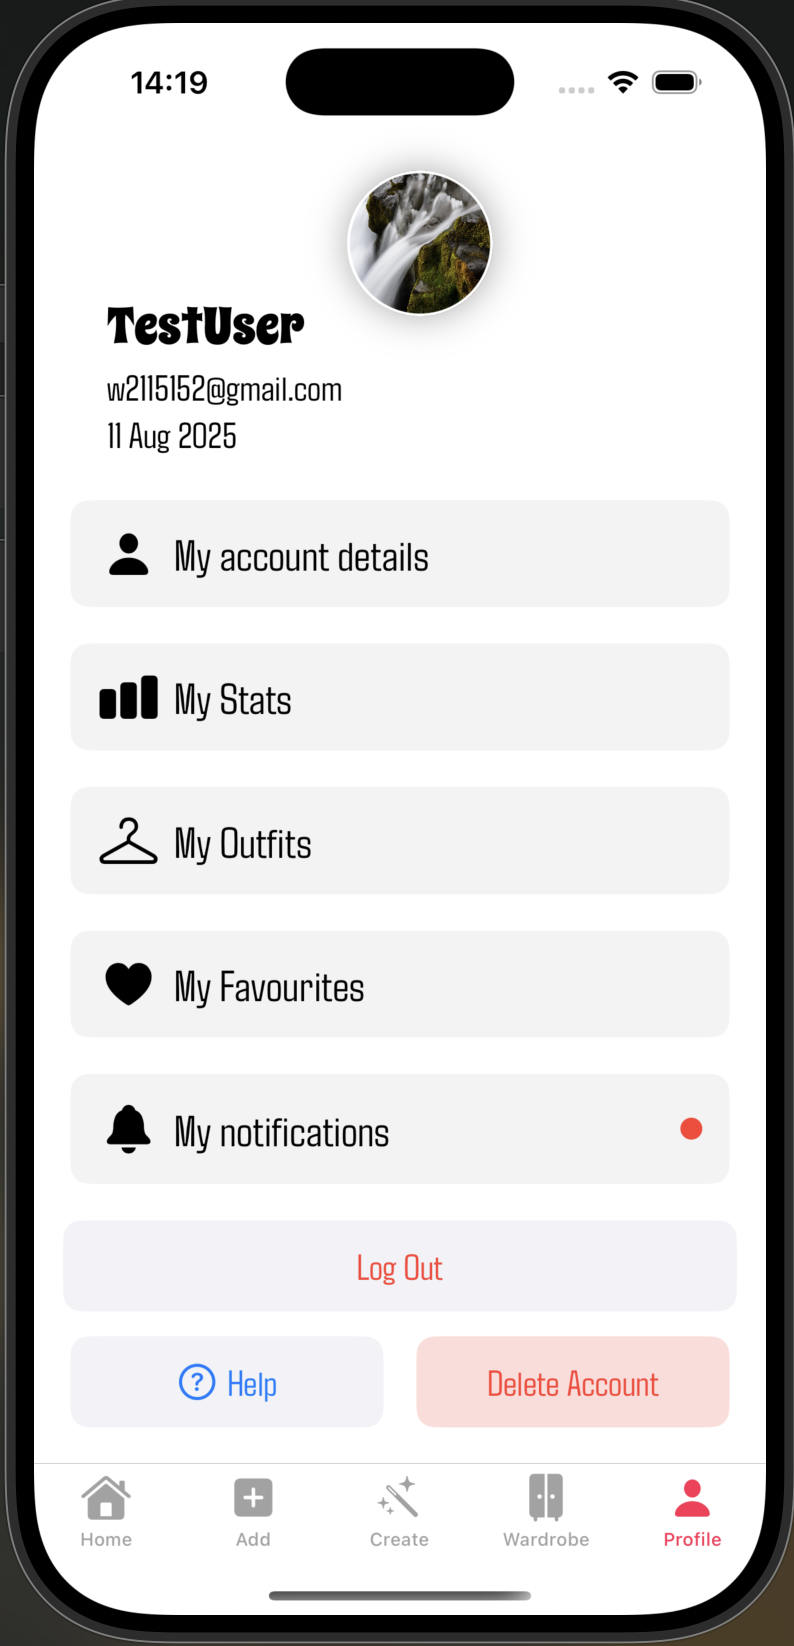 14:19
TestUser
w2115152@gmail.com
11 Aug 2025
My account details
My Stats
My Outfits
My Favourites
My notifications
Log Out
? Help
Delete Account
Home
Add
Create
Wardrobe
Profile